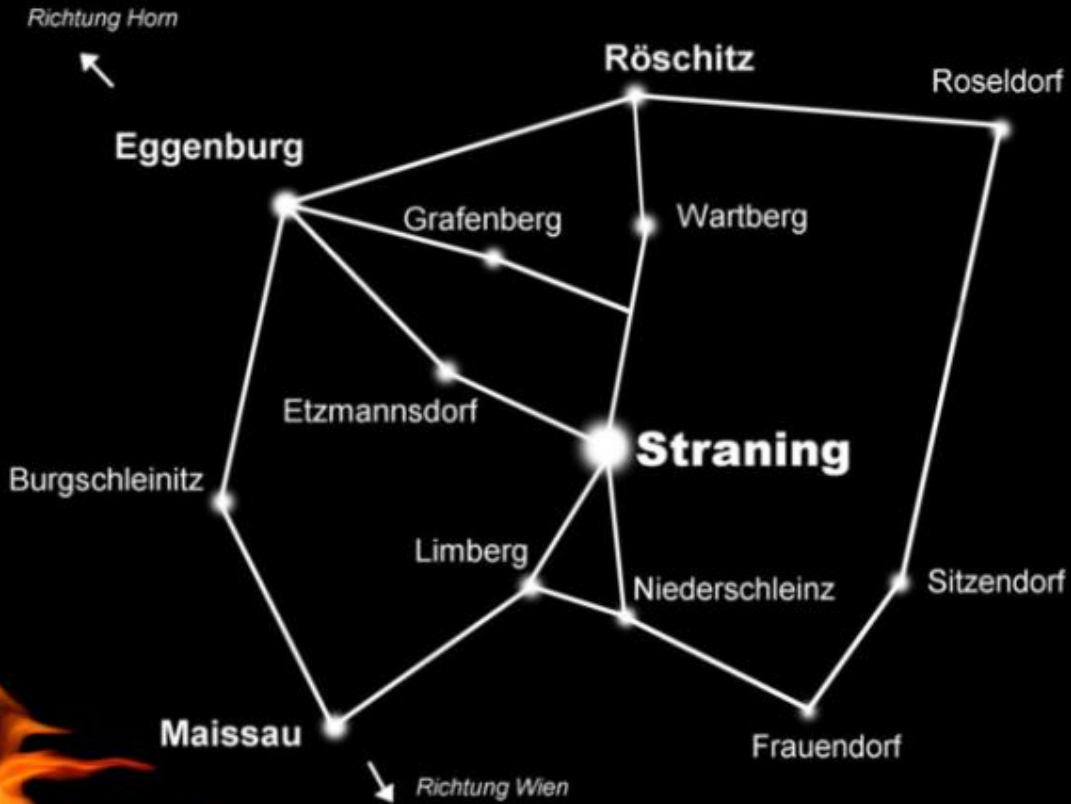 Richtung Horn
Röschitz
Roseldorf
Eggenburg
Grafenberg
Wartberg
Etzmannsdorf
Straning
Burgschleinitz
Limberg
Niederschleinz
Sitzendorf
Maissau
Frauendorf
Richtung Wien